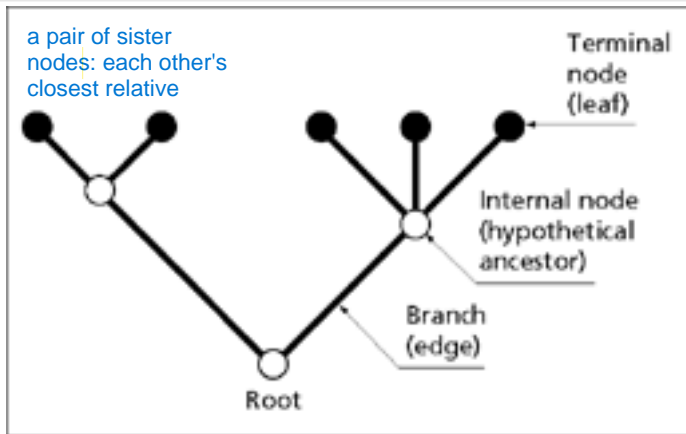 a pair of sister
nodes: each other's
closest relative
Terminal
node
(leaf)
Internal node
(hypothetical
ancestor)
Branch
(edge)
Root